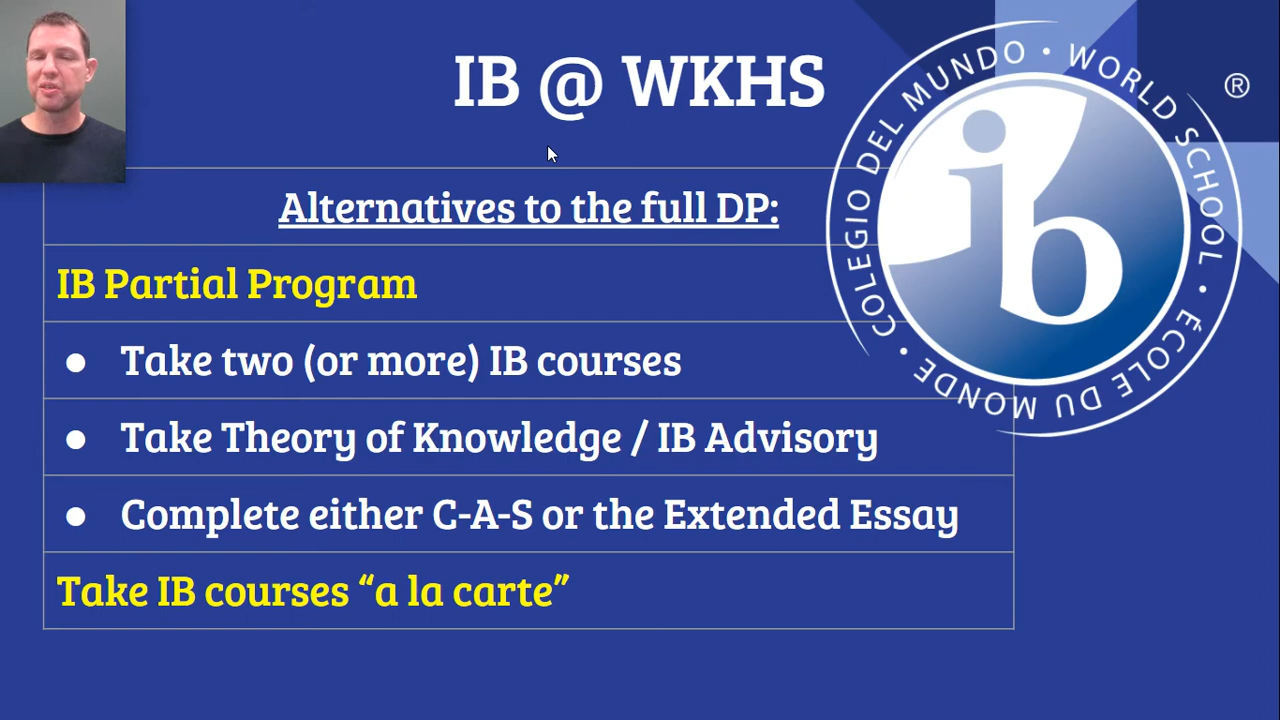 IB @ WKHS
COLEGIO DEL MUNDO • WORLD SCHOOL • ÉCOLE DU MONDE •
®
ib
Alternatives to the full DP:
IB Partial Program
● Take two (or more) IB courses
● Take Theory of Knowledge / IB Advisory
● Complete either C-A-S or the Extended Essay
Take IB courses “a la carte”